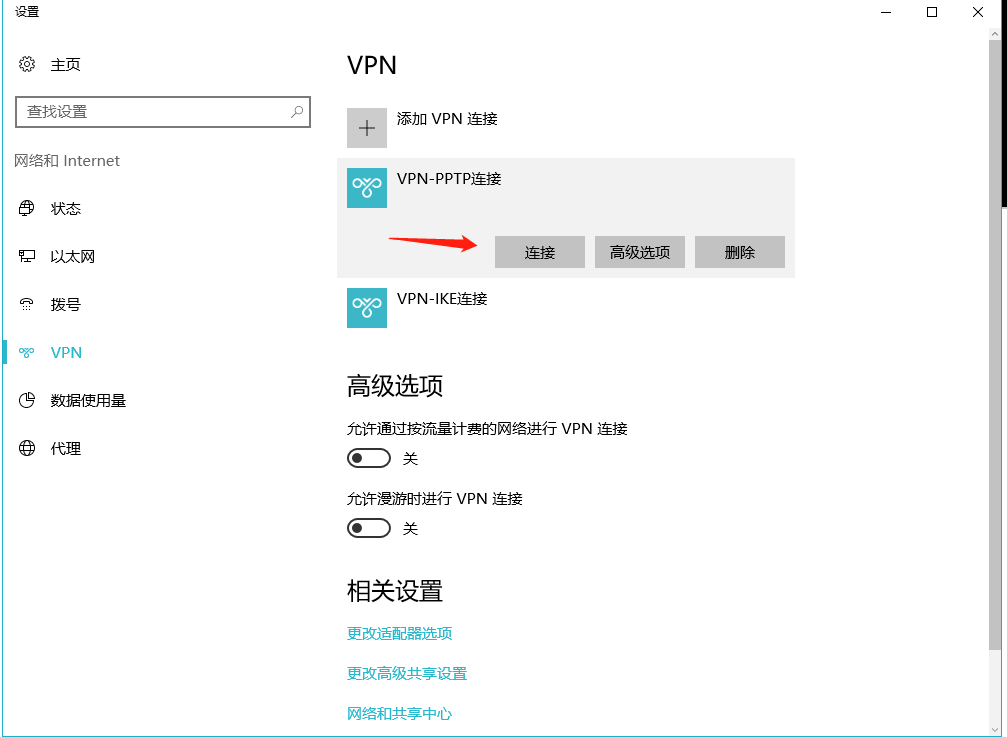 设置
主页
查找设置
网络和 Internet
状态
以太网
拨号
VPN
数据使用量
代理
VPN
添加 VPN 连接
VPN-PPTP连接
连接
高级选项
删除
VPN-IKE连接
高级选项
允许通过按流量计费的网络进行 VPN 连接
关
允许漫游时进行 VPN 连接
关
相关设置
更改适配器选项
更改高级共享设置
网络和共享中心